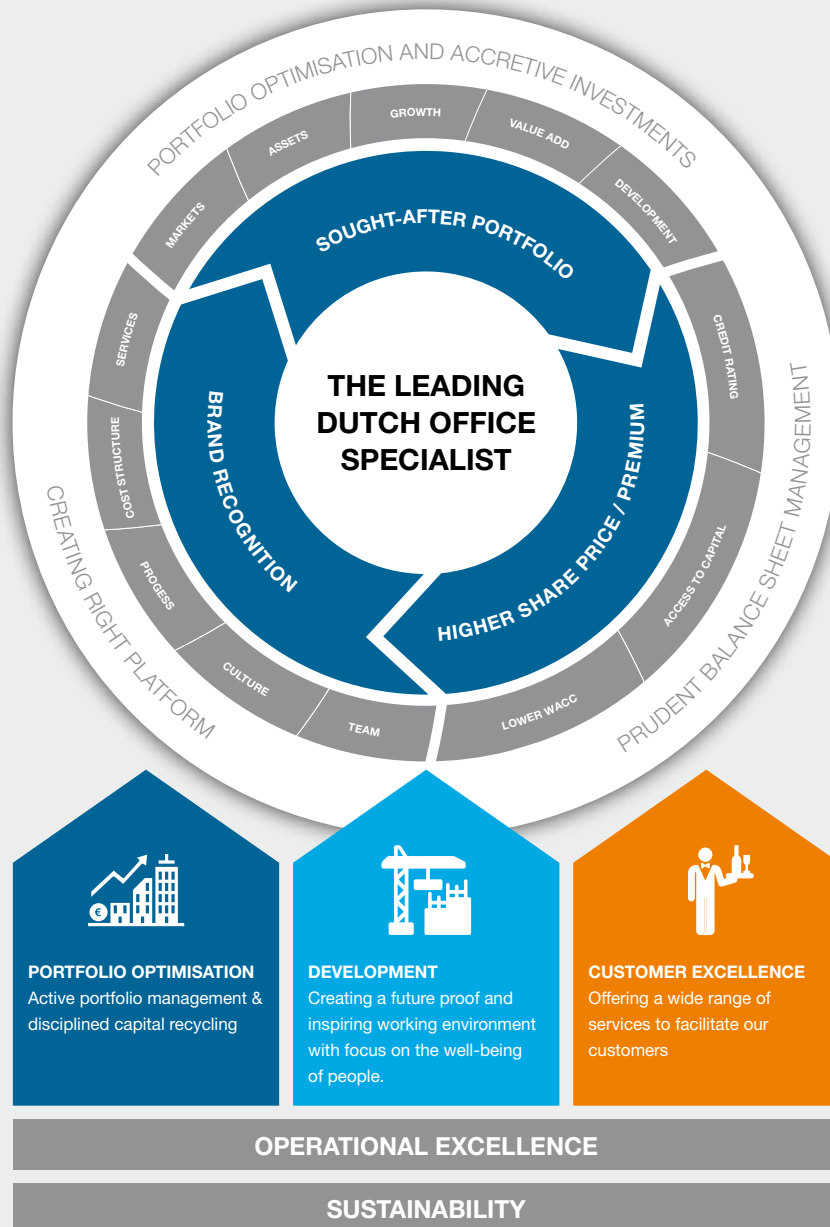 PORTFOLIO OPTIMISATION AND ACCRETIVE INVESTMENTS
MARKETS
ASSETS
GROWTH
VALUE ADD
DEVELOPMENT
SOUGHT-AFTER PORTFOLIO
PRUDENT BALANCE SHEET MANAGEMENT
CREDIT RATING
ACCESS TO CAPITAL
LOWER WACC
HIGHER SHARE PRICE / PREMIUM
CREATING RIGHT PLATFORM
SERVICES
COST STRUCTURE
PROGESS
CULTURE
TEAM
BRAND RECOGNITION
THE LEADING
DUTCH OFFICE
SPECIALIST
€
PORTFOLIO OPTIMISATION
Active portfolio management &
disciplined capital recycling
DEVELOPMENT
Creating a future proof and
inspiring working environment
with focus on the well-being
of people.
CUSTOMER EXCELLENCE
Offering a wide range of
services to facilitate our
customers
OPERATIONAL EXCELLENCE
SUSTAINABILITY